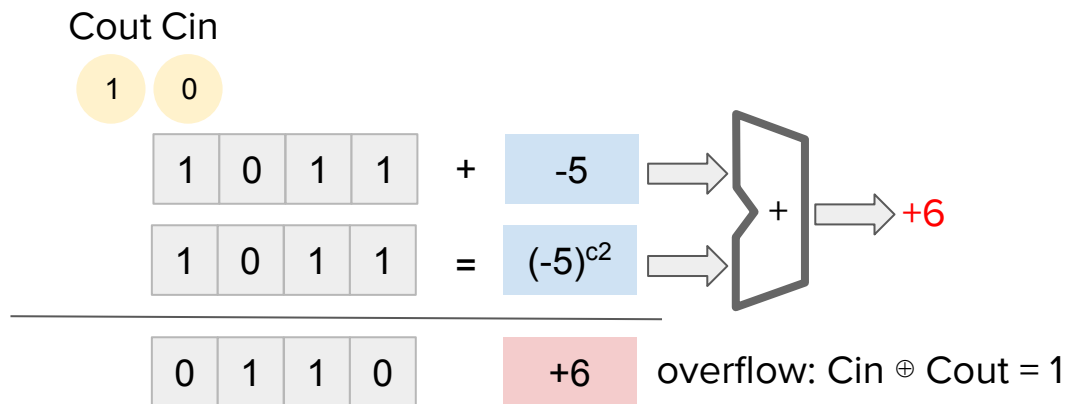 Cout Cin
1 0
1 0 1 1 + -5
+ +6
1 0 1 1 = (-5)ᶜ²
0 1 1 0 +6 overflow: Cin ⊕ Cout = 1